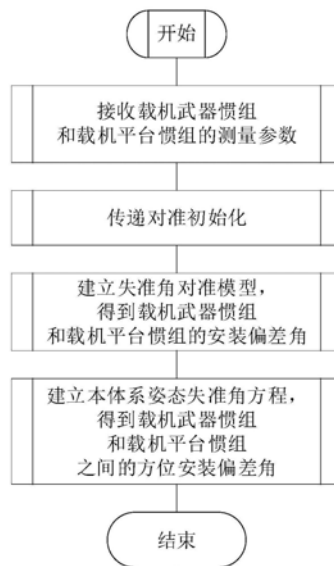 开始
接收载机武器惯组
和载机平台惯组的测量参数
传递对准初始化
建立失准角对准模型，
得到载机武器惯组
和载机平台惯组的安装偏差角
建立本体系姿态失准角方程，
得到载机武器惯组
和载机平台惯组
之间的方位安装偏差角
结束